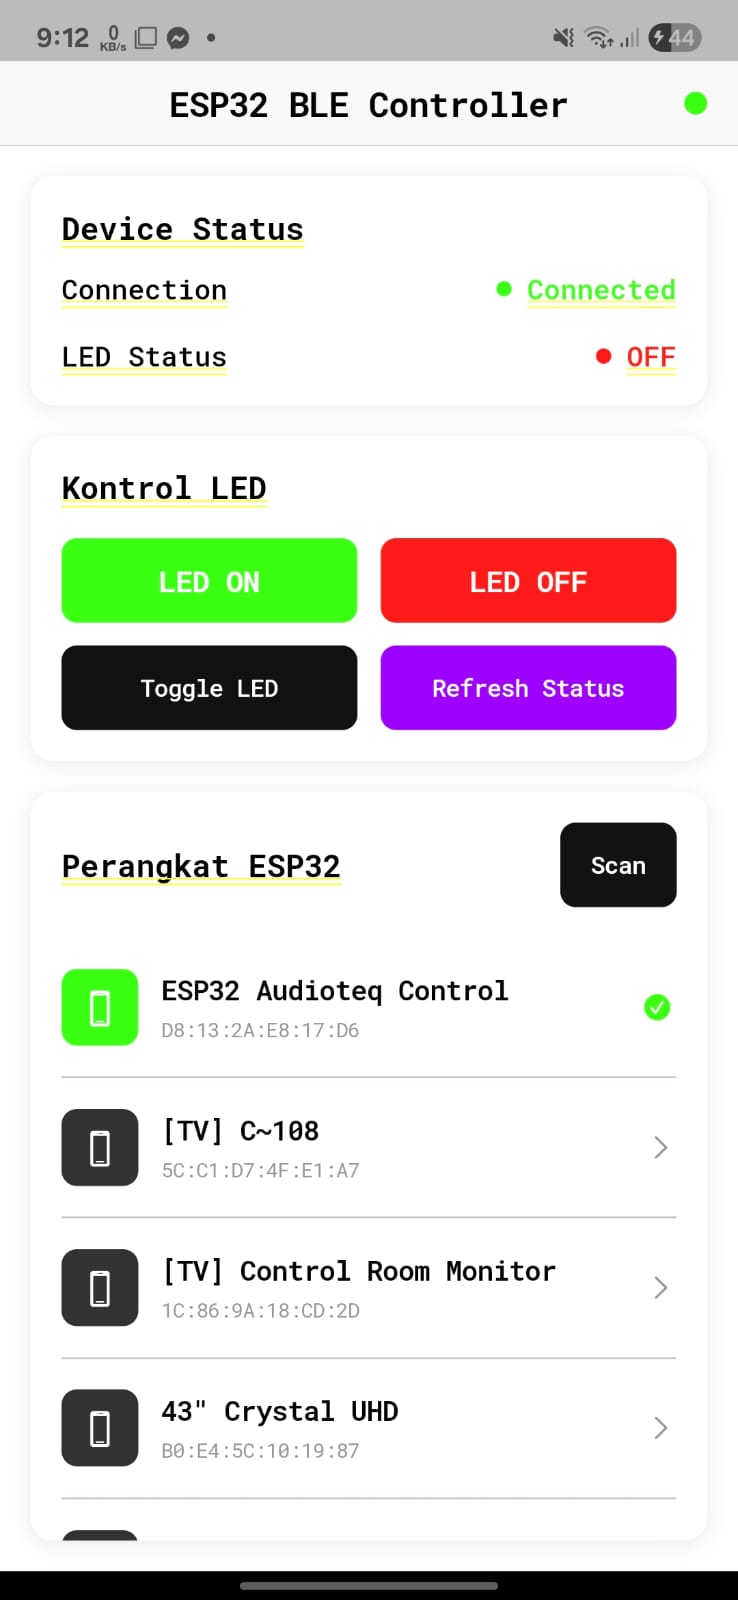 9:12 0 KB/s 44
ESP32 BLE Controller
Device Status
Connection Connected
LED Status OFF
Kontrol LED
LED ON LED OFF
Toggle LED Refresh Status
Perangkat ESP32 Scan
ESP32 Audioteq Control
D8:13:2A:E8:17:D6
[TV] C~108
5C:C1:D7:4F:E1:A7
[TV] Control Room Monitor
1C:86:9A:18:CD:2D
43" Crystal UHD
B0:E4:5C:10:19:87